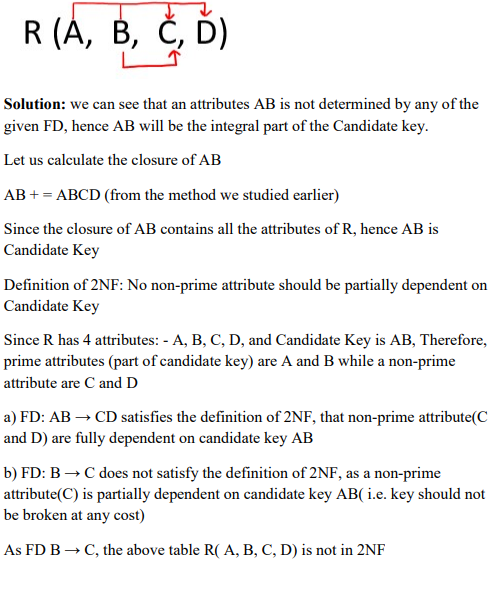 R (A, B, C, D)
Solution: we can see that an attributes AB is not determined by any of the
given FD, hence AB will be the integral part of the Candidate key.
Let us calculate the closure of AB
AB + = ABCD (from the method we studied earlier)
Since the closure of AB contains all the attributes of R, hence AB is
Candidate Key
Definition of 2NF: No non-prime attribute should be partially dependent on
Candidate Key
Since R has 4 attributes: - A, B, C, D, and Candidate Key is AB, Therefore,
prime attributes (part of candidate key) are A and B while a non-prime
attribute are C and D
a) FD: AB → CD satisfies the definition of 2NF, that non-prime attribute(C
and D) are fully dependent on candidate key AB
b) FD: B → C does not satisfy the definition of 2NF, as a non-prime
attribute(C) is partially dependent on candidate key AB( i.e. key should not
be broken at any cost)
As FD B → C, the above table R( A, B, C, D) is not in 2NF